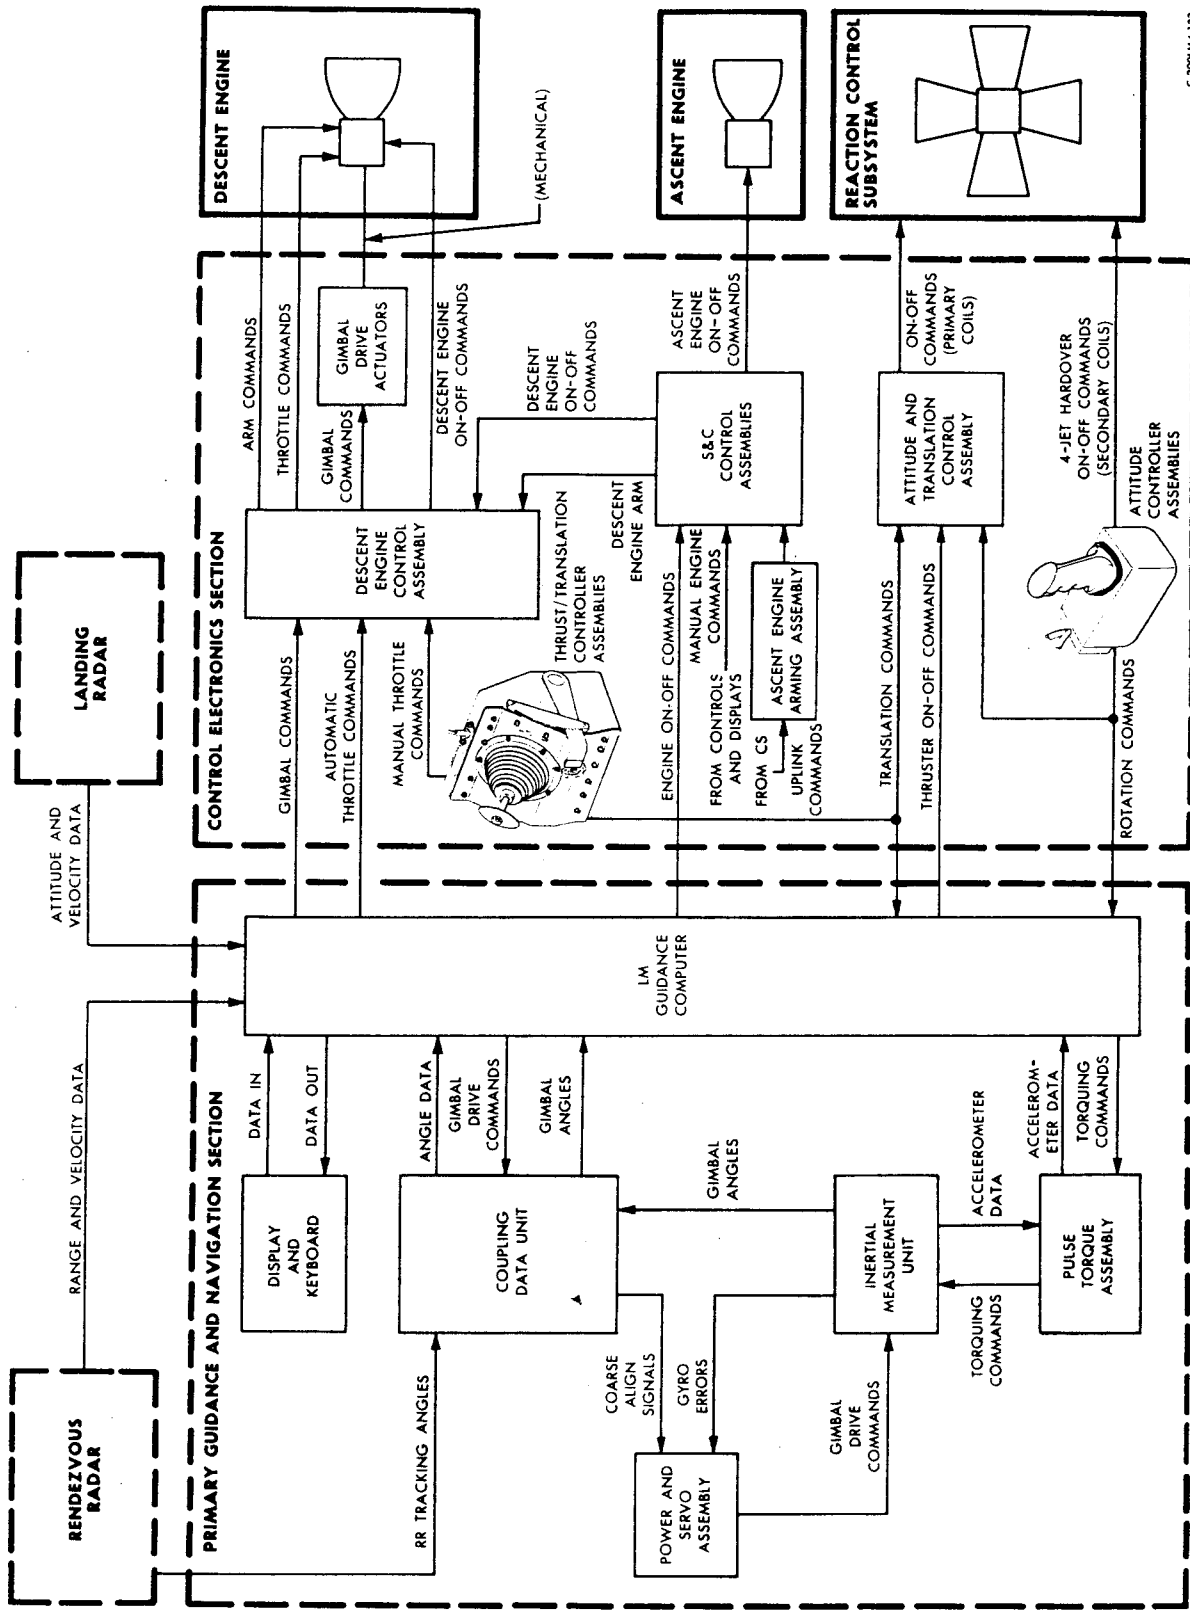 RENDEZVOUS
RADAR
LANDING
RADAR
RANGE AND VELOCITY DATA
ATTITUDE AND
VELOCITY DATA
PRIMARY GUIDANCE AND NAVIGATION SECTION
RR TRACKING ANGLES
DISPLAY
AND
KEYBOARD
DATA IN
DATA OUT
COUPLING
DATA UNIT
ANGLE DATA
GIMBAL
DRIVE
COMMANDS
GIMBAL
ANGLES
COARSE
ALIGN
SIGNALS
GYRO
ERRORS
GIMBAL
ANGLES
POWER AND
SERVO
ASSEMBLY
GIMBAL
DRIVE
COMMANDS
INERTIAL
MEASUREMENT
UNIT
ACCELEROMETER
DATA
TORQUING
COMMANDS
PULSE
TORQUE
ASSEMBLY
ACCELEROM-
ETER DATA
TORQUING
COMMANDS
LM
GUIDANCE
COMPUTER
CONTROL ELECTRONICS SECTION
GIMBAL COMMANDS
AUTOMATIC
THROTTLE COMMANDS
MANUAL THROTTLE
COMMANDS
DESCENT
ENGINE
CONTROL
ASSEMBLY
ARM COMMANDS
THROTTLE COMMANDS
GIMBAL
COMMANDS
GIMBAL
DRIVE
ACTUATORS
DESCENT ENGINE
ON-OFF COMMANDS
THRUST/TRANSLATION
CONTROLLER
ASSEMBLIES
DESCENT
ENGINE
ON-OFF
COMMANDS
DESCENT
ENGINE ARM
ENGINE ON-OFF COMMANDS
MANUAL ENGINE
COMMANDS
FROM CONTROLS
AND DISPLAYS
S&C
CONTROL
ASSEMBLIES
ASCENT
ENGINE
ON-OFF
COMMANDS
FROM CS
UPLINK
COMMANDS
ASCENT ENGINE
ARMING ASSEMBLY
TRANSLATION COMMANDS
THRUSTER ON-OFF COMMANDS
ATTITUDE AND
TRANSLATION
CONTROL
ASSEMBLY
ON-OFF
COMMANDS
(PRIMARY
COILS)
4-JET HARDOVER
ON-OFF COMMANDS
(SECONDARY COILS)
ATTITUDE
CONTROLLER
ASSEMBLIES
ROTATION COMMANDS
DESCENT ENGINE
(MECHANICAL)
ASCENT ENGINE
REACTION CONTROL
SUBSYSTEM